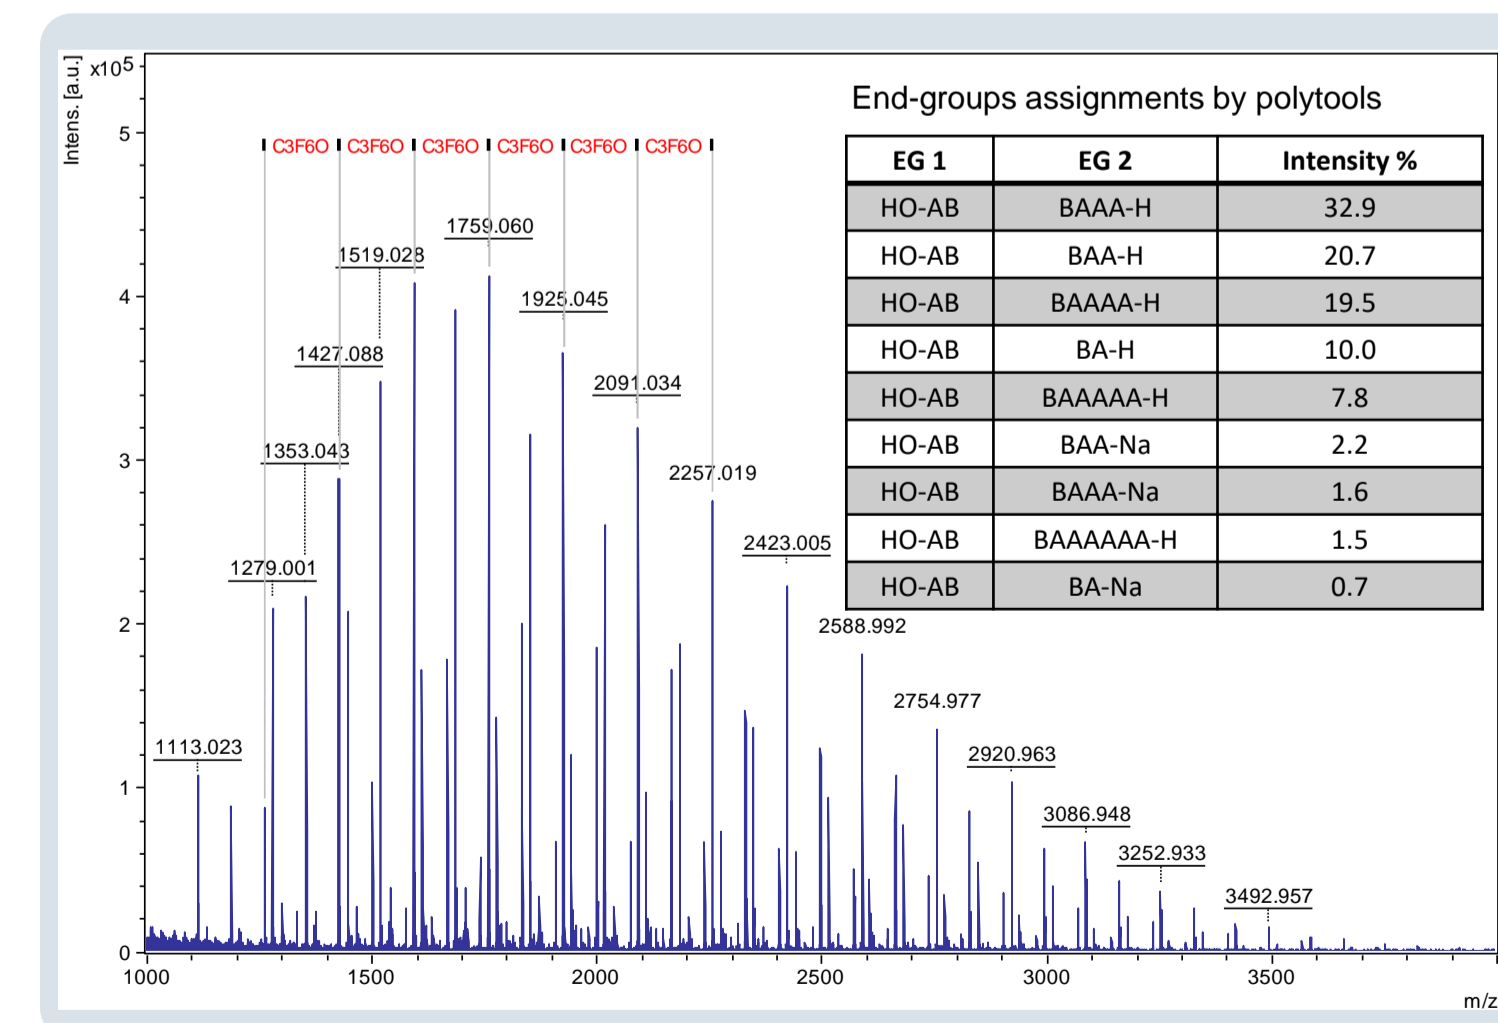 Intens. [a.u.]
x10⁵
5
4
3
2
1
0
C3F6O C3F6O C3F6O C3F6O C3F6O C3F6O
1759.060
1519.028
1925.045
1427.088
2091.034
1353.043
2257.019
1279.001
2423.005
2588.992
2754.977
1113.023
2920.963
3086.948
3252.933
3492.957
End-groups assignments by polytools
EG 1 EG 2 Intensity %
HO-AB BAAA-H 32.9
HO-AB BAA-H 20.7
HO-AB BAAAA-H 19.5
HO-AB BA-H 10.0
HO-AB BAAAAA-H 7.8
HO-AB BAA-Na 2.2
HO-AB BAAA-Na 1.6
HO-AB BAAAAAA-H 1.5
HO-AB BA-Na 0.7
1000 1500 2000 2500 3000 3500
m/z